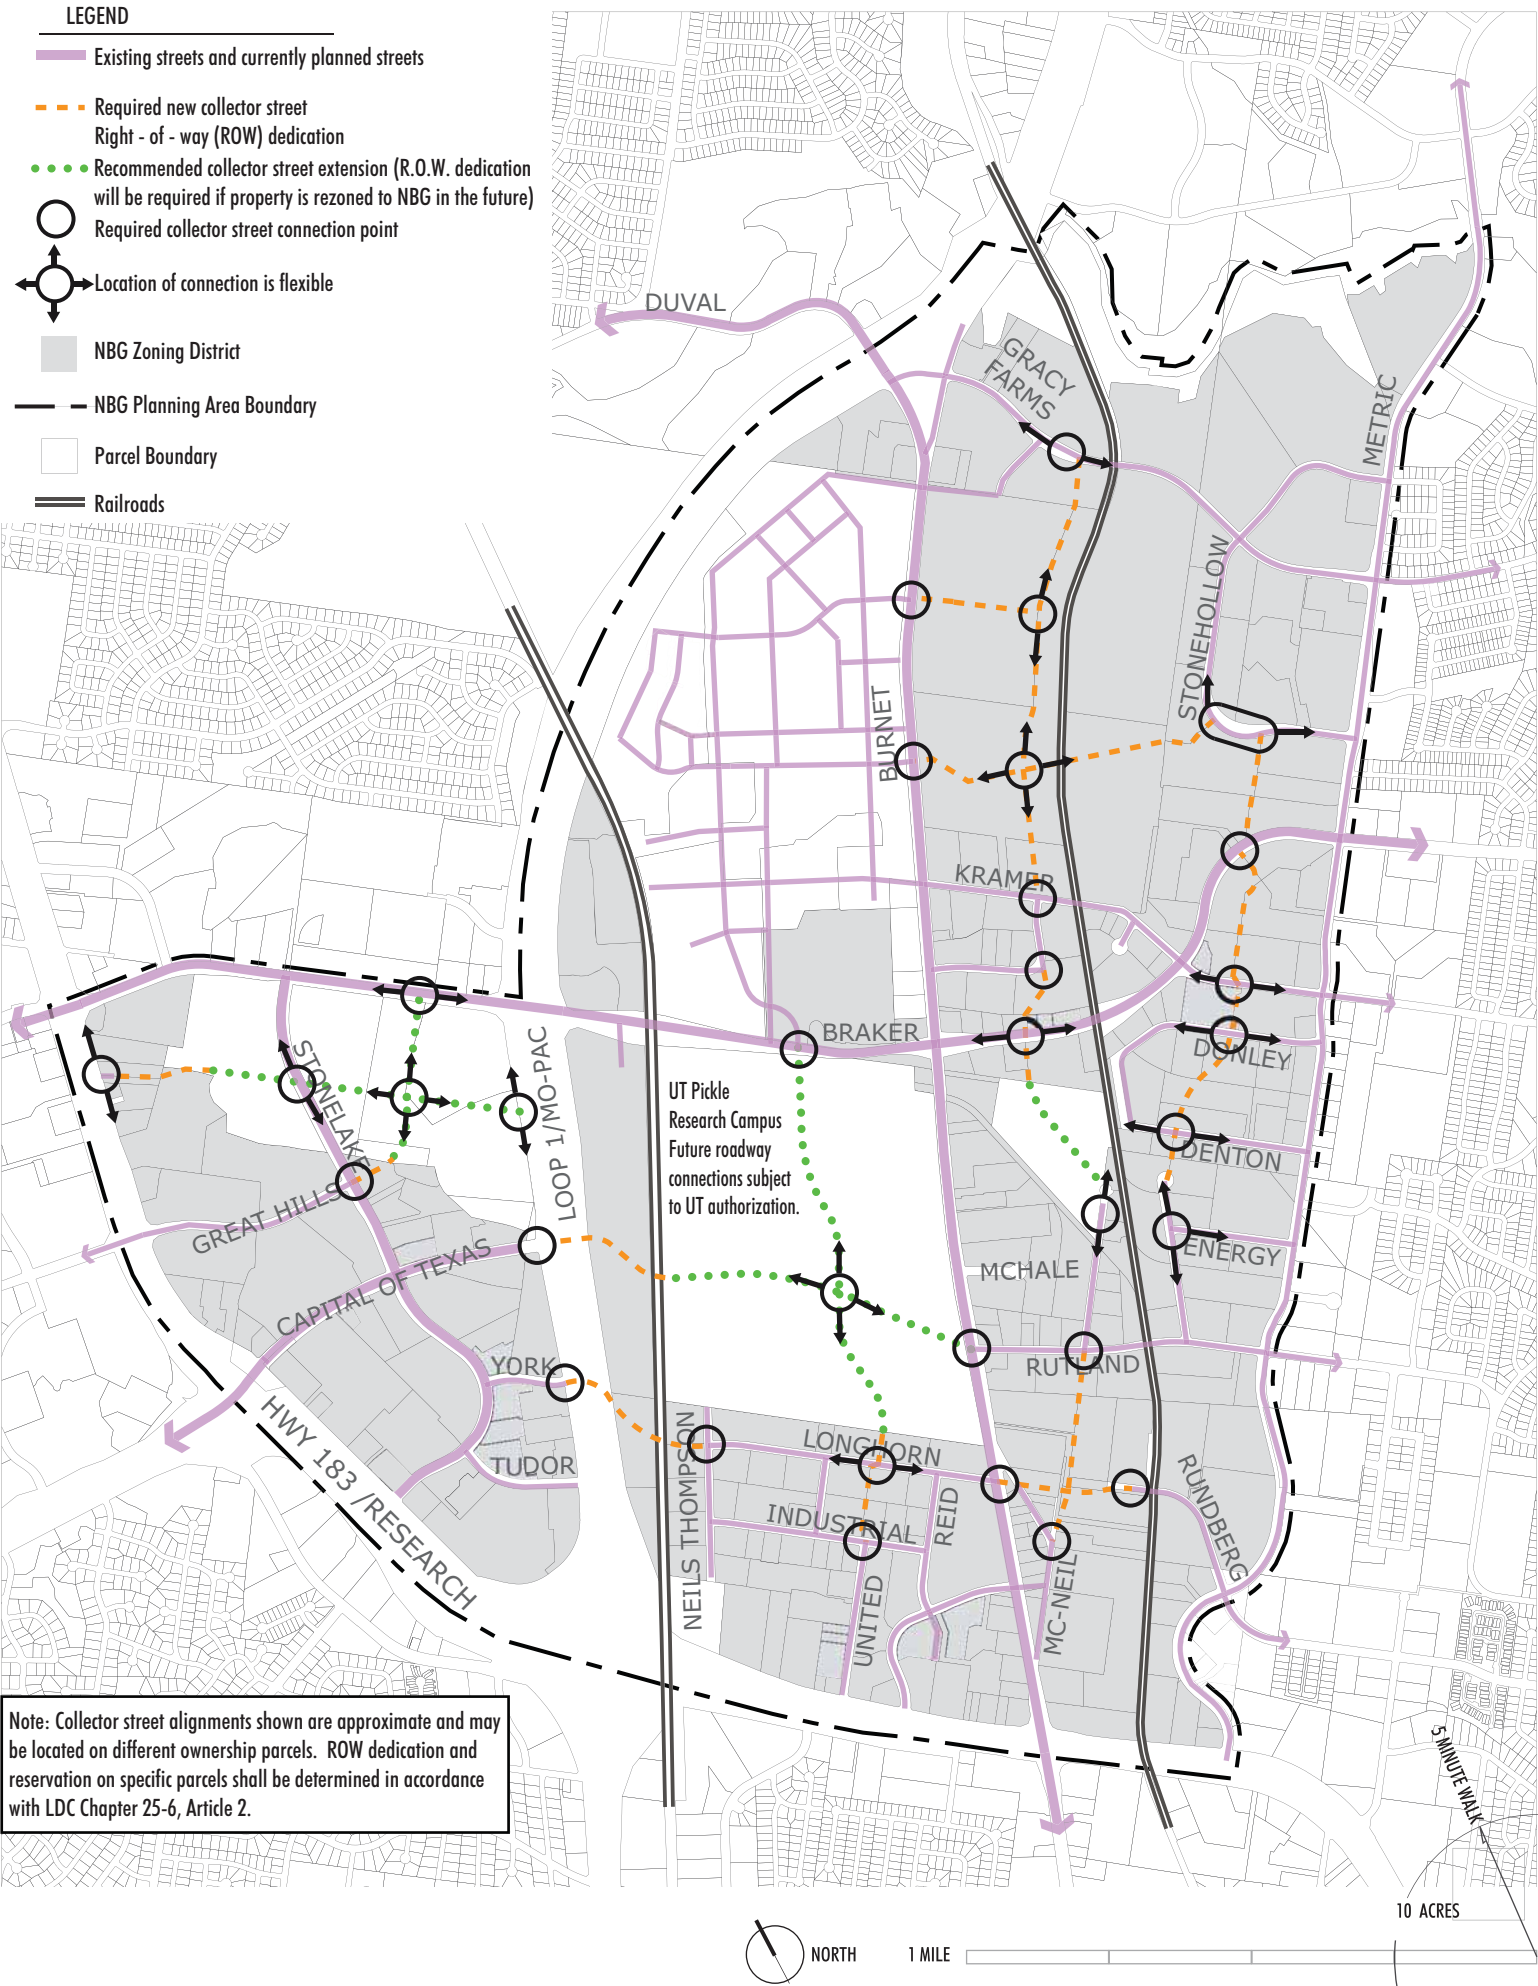 LEGEND
Existing streets and currently planned streets
Required new collector street
Right - of - way (ROW) dedication
Recommended collector street extension (R.O.W. dedication
will be required if property is rezoned to NBG in the future)
Required collector street connection point
Location of connection is flexible
NBG Zoning District
NBG Planning Area Boundary
Parcel Boundary
Railroads
DUVAL
GRACY
FARMS
METRIC
STONEHOLLOW
BURNET
KRAMER
BRAKER
DONLEY
STONELAKE
LOOP 1/MO-PAC
UT Pickle
Research Campus
Future roadway
connections subject
to UT authorization.
DENTON
GREAT HILLS
ENERGY
CAPITAL OF TEXAS
MCHALE
YORK
RUTLAND
HWY 183 /RESEARCH
TUDOR
NEILS THOMPSON
LONGHORN
INDUSTRIAL
REID
RUNDBERG
UNITED
MC-NEIL
Note: Collector street alignments shown are approximate and may
be located on different ownership parcels.  ROW dedication and
reservation on specific parcels shall be determined in accordance
with LDC Chapter 25-6, Article 2.
5 MINUTE WALK
10 ACRES
NORTH
1 MILE